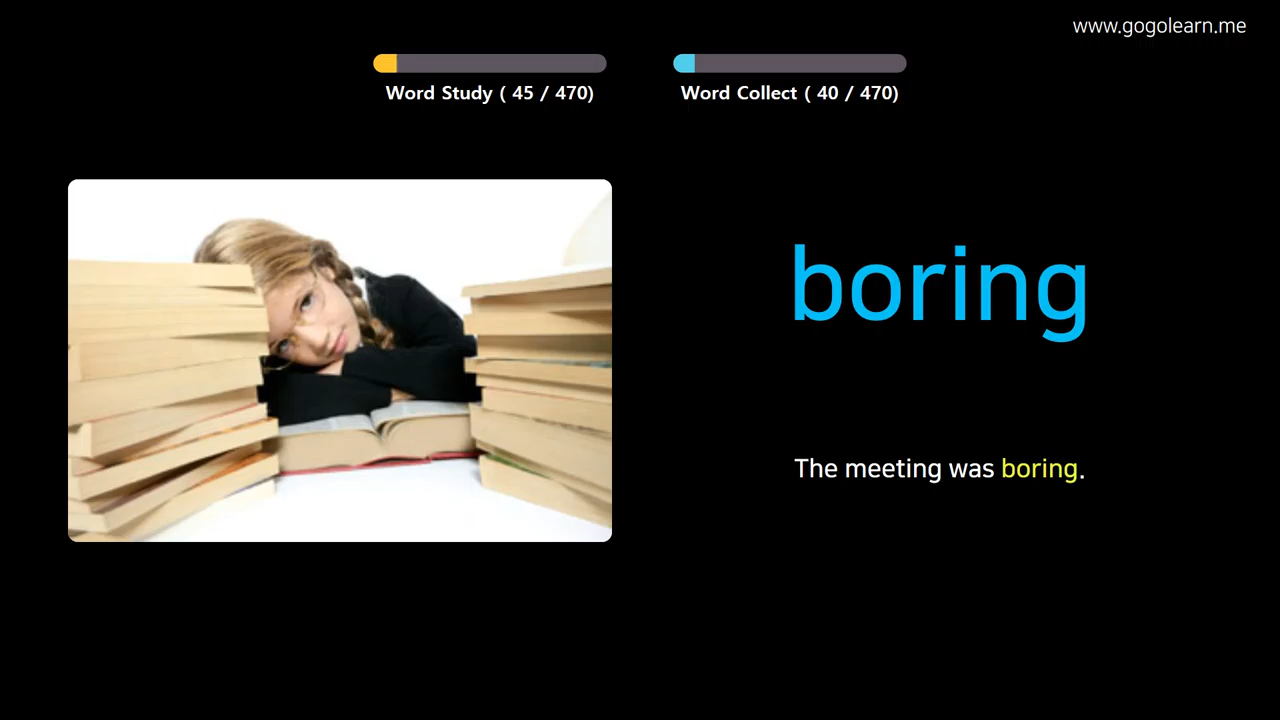 www.gogolearn.me
Word Study ( 45 / 470)
Word Collect ( 40 / 470)
boring
The meeting was boring.